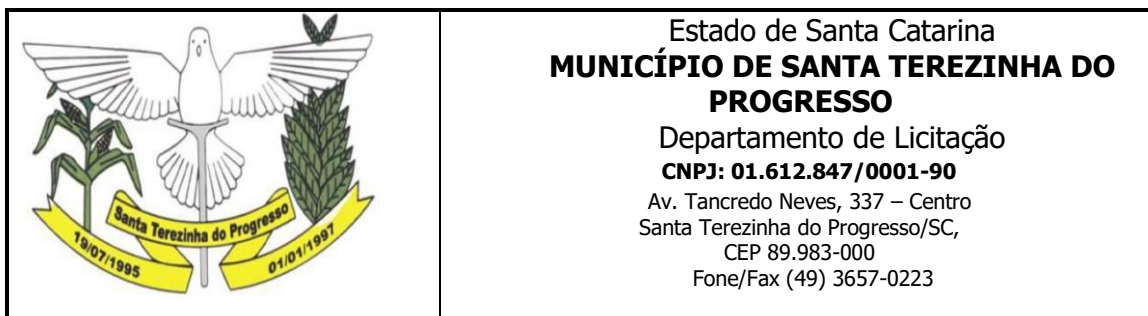 Santa Terezinha do Progresso
19/07/1995
01/01/1997
Estado de Santa Catarina
MUNICÍPIO DE SANTA TEREZINHA DO
PROGRESSO
Departamento de Licitação
CNPJ: 01.612.847/0001-90
Av. Tancredo Neves, 337 – Centro
Santa Terezinha do Progresso/SC,
CEP 89.983-000
Fone/Fax (49) 3657-0223